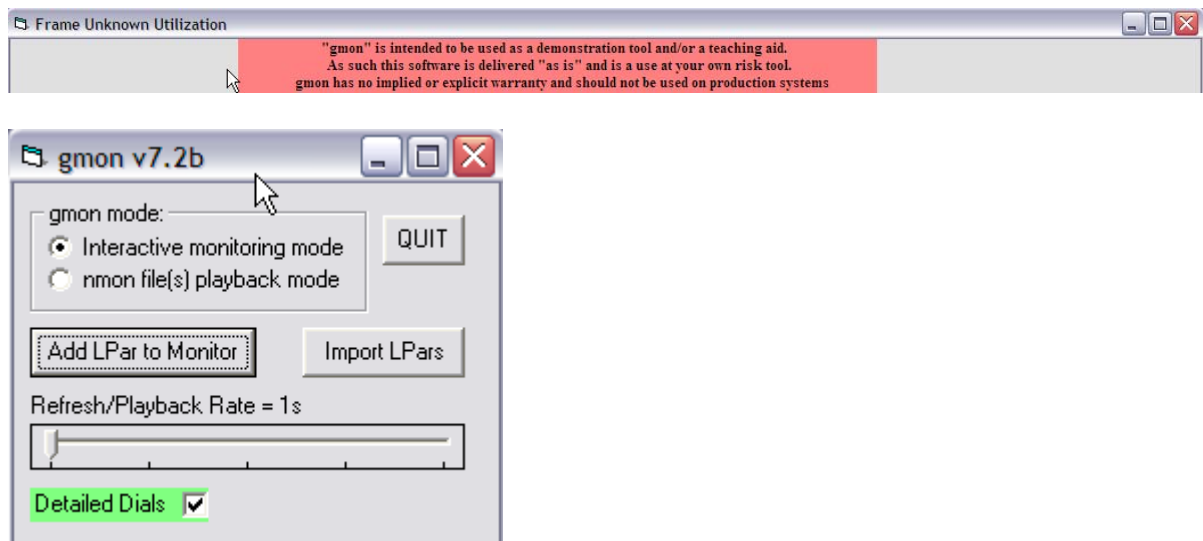 Frame Unknown Utilization
"gmon" is intended to be used as a demonstration tool and/or a teaching aid.
As such this software is delivered "as is" and is a use at your own risk tool.
gmon has no implied or explicit warranty and should not be used on production systems
gmon v7.2b
gmon mode:
Interactive monitoring mode
nmon file(s) playback mode
QUIT
Add LPar to Monitor
Import LPars
Refresh/Playback Rate = 1s
Detailed Dials